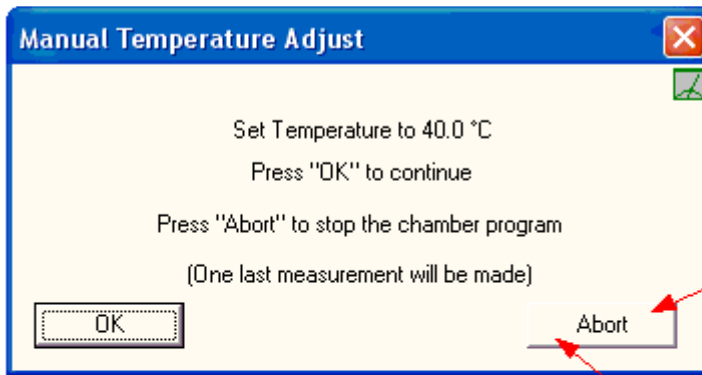 Manual Temperature Adjust
Set Temperature to 40.0 °C
Press "OK" to continue
Press "Abort" to stop the chamber program
(One last measurement will be made)
OK
Abort